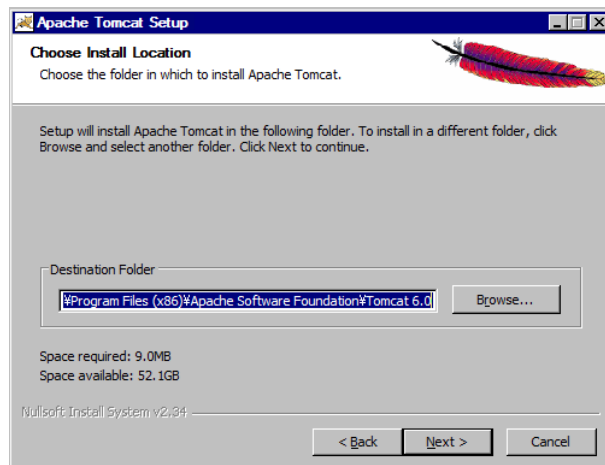 Apache Tomcat Setup
Choose Install Location
Choose the folder in which to install Apache Tomcat.
Setup will install Apache Tomcat in the following folder. To install in a different folder, click
Browse and select another folder. Click Next to continue.
Destination Folder
¥Program Files (x86)¥Apache Software Foundation¥Tomcat 6.0
Browse...
Space required: 9.0MB
Space available: 52.1GB
Nullsoft Install System v2.34
< Back
Next >
Cancel